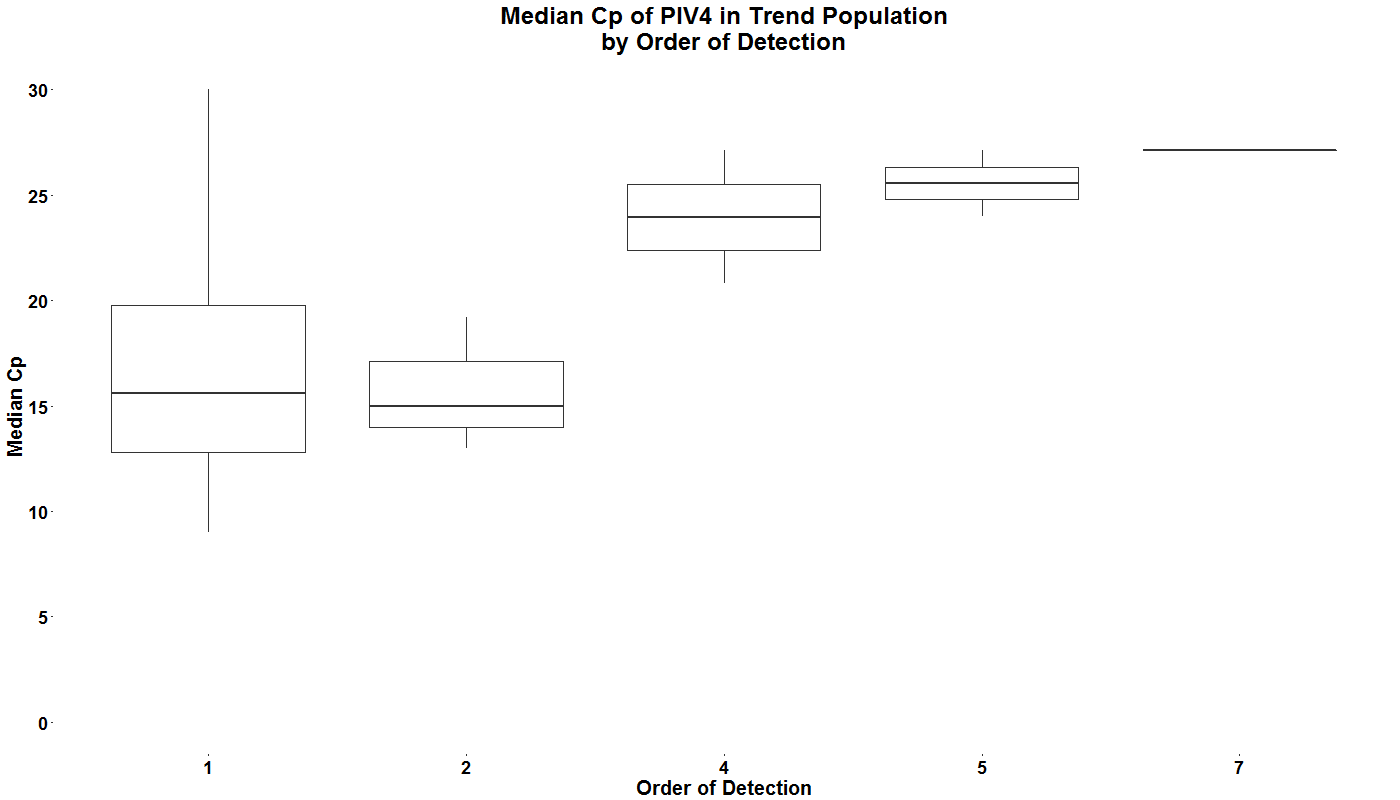 Median Cp of PIV4 in Trend Population
by Order of Detection
30
25
20
15
10
5
0
Median Cp
1 2 4 5 7
Order of Detection